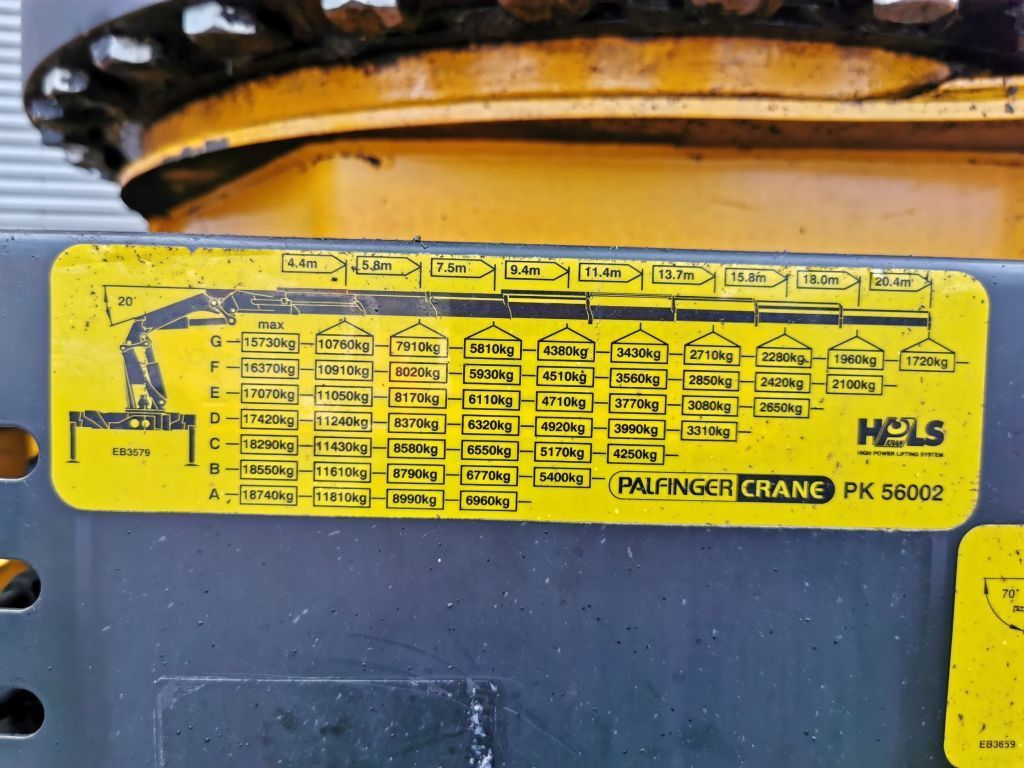 4.4m 5.8m 7.5m 9.4m 11.4m 13.7m 15.8m 18.0m 20.4m
20°
max
G 15730kg 10760kg 7910kg 5810kg 4380kg 3430kg 2710kg 2280kg 1960kg 1720kg
F 16370kg 10910kg 8020kg 5930kg 4510kg 3560kg 2850kg 2420kg 2100kg
E 17070kg 11050kg 8170kg 6110kg 4710kg 3770kg 3080kg 2650kg
D 17420kg 11240kg 8370kg 6320kg 4920kg 3990kg 3310kg
C 18290kg 11430kg 8580kg 6550kg 5170kg 4250kg
B 18550kg 11610kg 8790kg 6770kg 5400kg
A 18740kg 11810kg 8990kg 6960kg
EB3579
HPLS
KRAN
HIGH POWER LIFTING SYSTEM
PALFINGER CRANE PK 56002
70°
EB3659